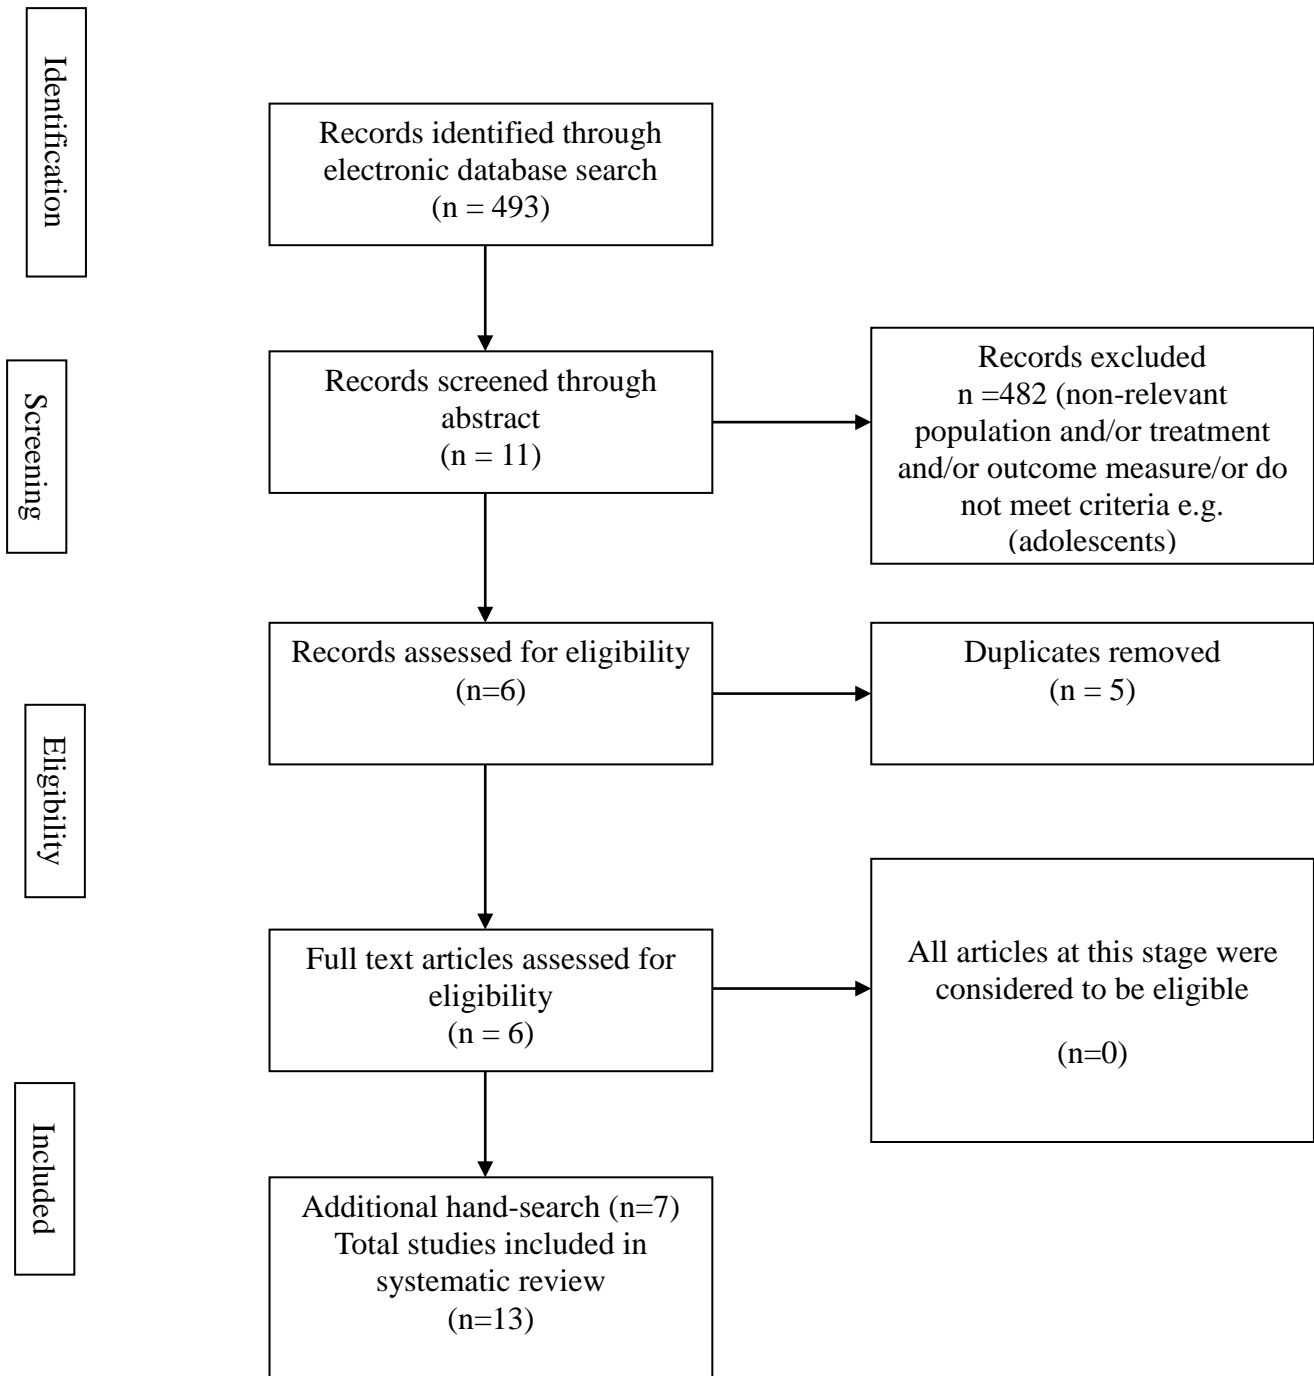 Identification
Records identified through
electronic database search
(n = 493)
Screening
Records screened through
abstract
(n = 11)
Records excluded
n =482 (non-relevant
population and/or treatment
and/or outcome measure/or do
not meet criteria e.g.
(adolescents)
Eligibility
Records assessed for eligibility
(n=6)
Duplicates removed
(n = 5)
Full text articles assessed for
eligibility
(n = 6)
All articles at this stage were
considered to be eligible
(n=0)
Included
Additional hand-search (n=7)
Total studies included in
systematic review
(n=13)